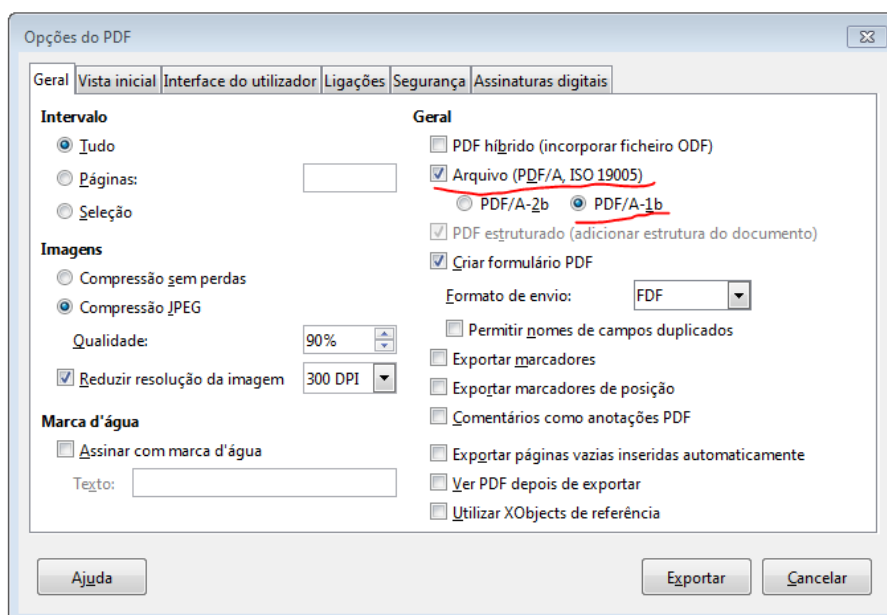 Opções do PDF
Geral Vista inicial Interface do utilizador Ligações Segurança Assinaturas digitais
Intervalo
Tudo
Páginas:
Seleção
Imagens
Compressão sem perdas
Compressão JPEG
Qualidade: 90%
Reduzir resolução da imagem 300 DPI
Marca d'água
Assinar com marca d'água
Texto:
Geral
PDF híbrido (incorporar ficheiro ODF)
Arquivo (PDF/A, ISO 19005)
PDF/A-2b PDF/A-1b
PDF estruturado (adicionar estrutura do documento)
Criar formulário PDF
Formato de envio: FDF
Permitir nomes de campos duplicados
Exportar marcadores
Exportar marcadores de posição
Comentários como anotações PDF
Exportar páginas vazias inseridas automaticamente
Ver PDF depois de exportar
Utilizar XObjects de referência
Ajuda Exportar Cancelar